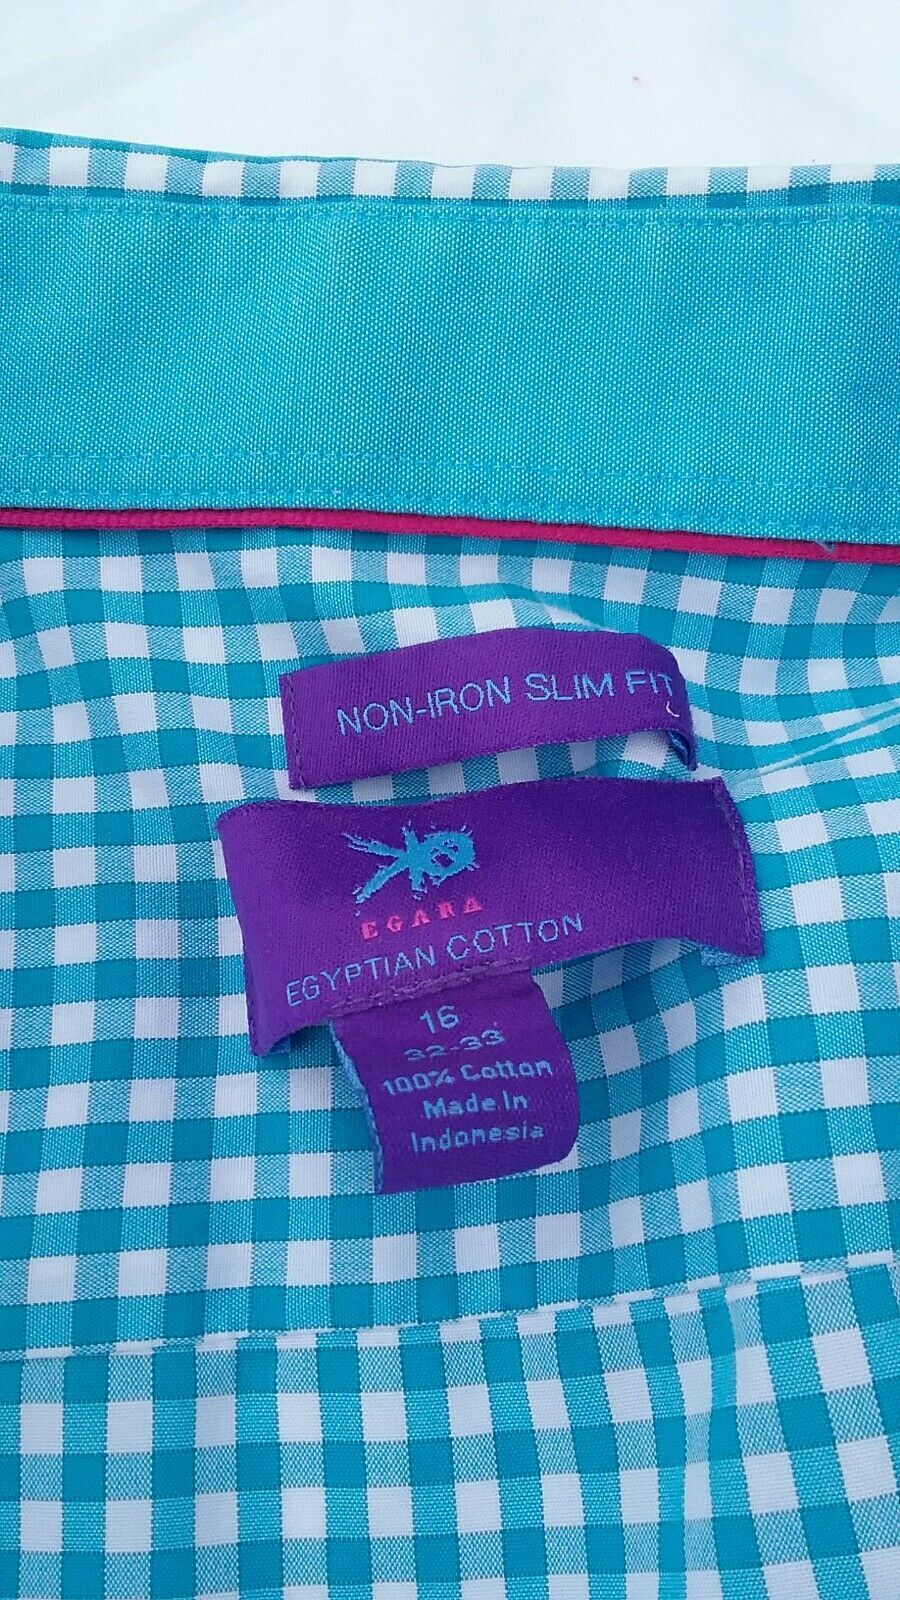 NON-IRON SLIM FIT
EGARA
EGYPTIAN COTTON
16
32-33
100% Cotton
Made In
Indonesia